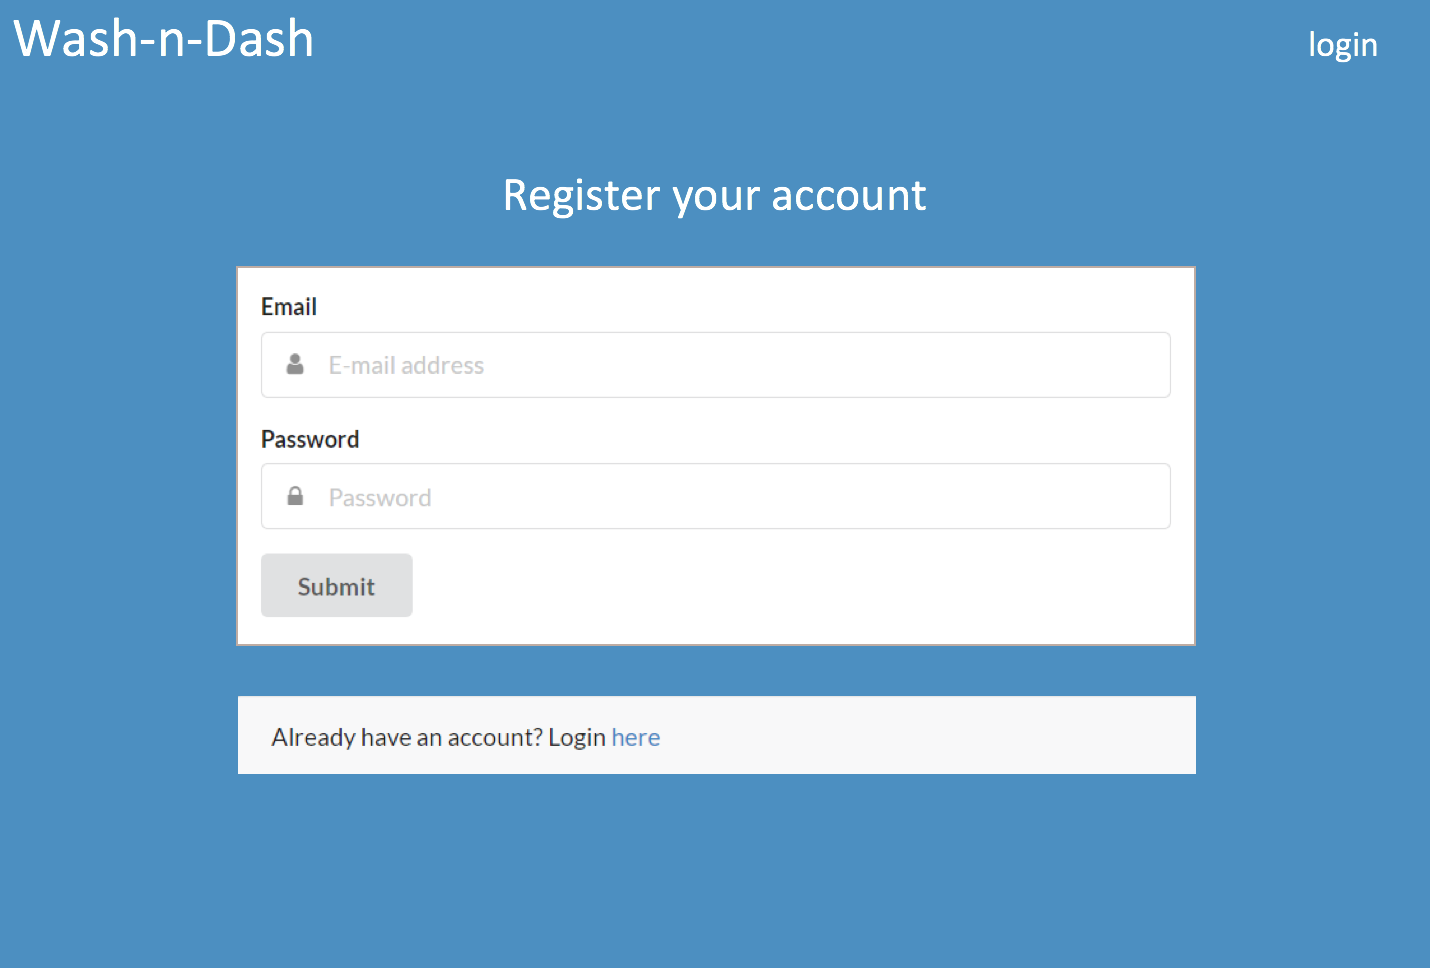 Wash-n-Dash
login
Register your account
Email
E-mail address
Password
Password
Submit
Already have an account? Login here